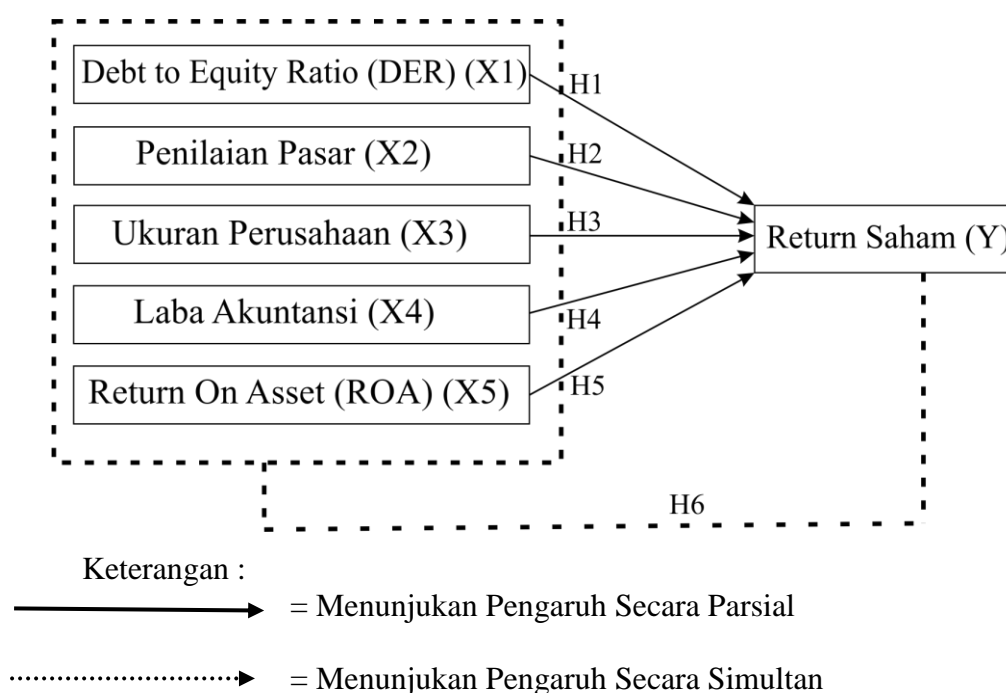 Debt to Equity Ratio (DER) (X1)
H1
Penilaian Pasar (X2)
H2
Ukuran Perusahaan (X3)
H3
Return Saham (Y)
Laba Akuntansi (X4)
H4
Return On Asset (ROA) (X5)
H5
H6
Keterangan :
= Menunjukan Pengaruh Secara Parsial
= Menunjukan Pengaruh Secara Simultan